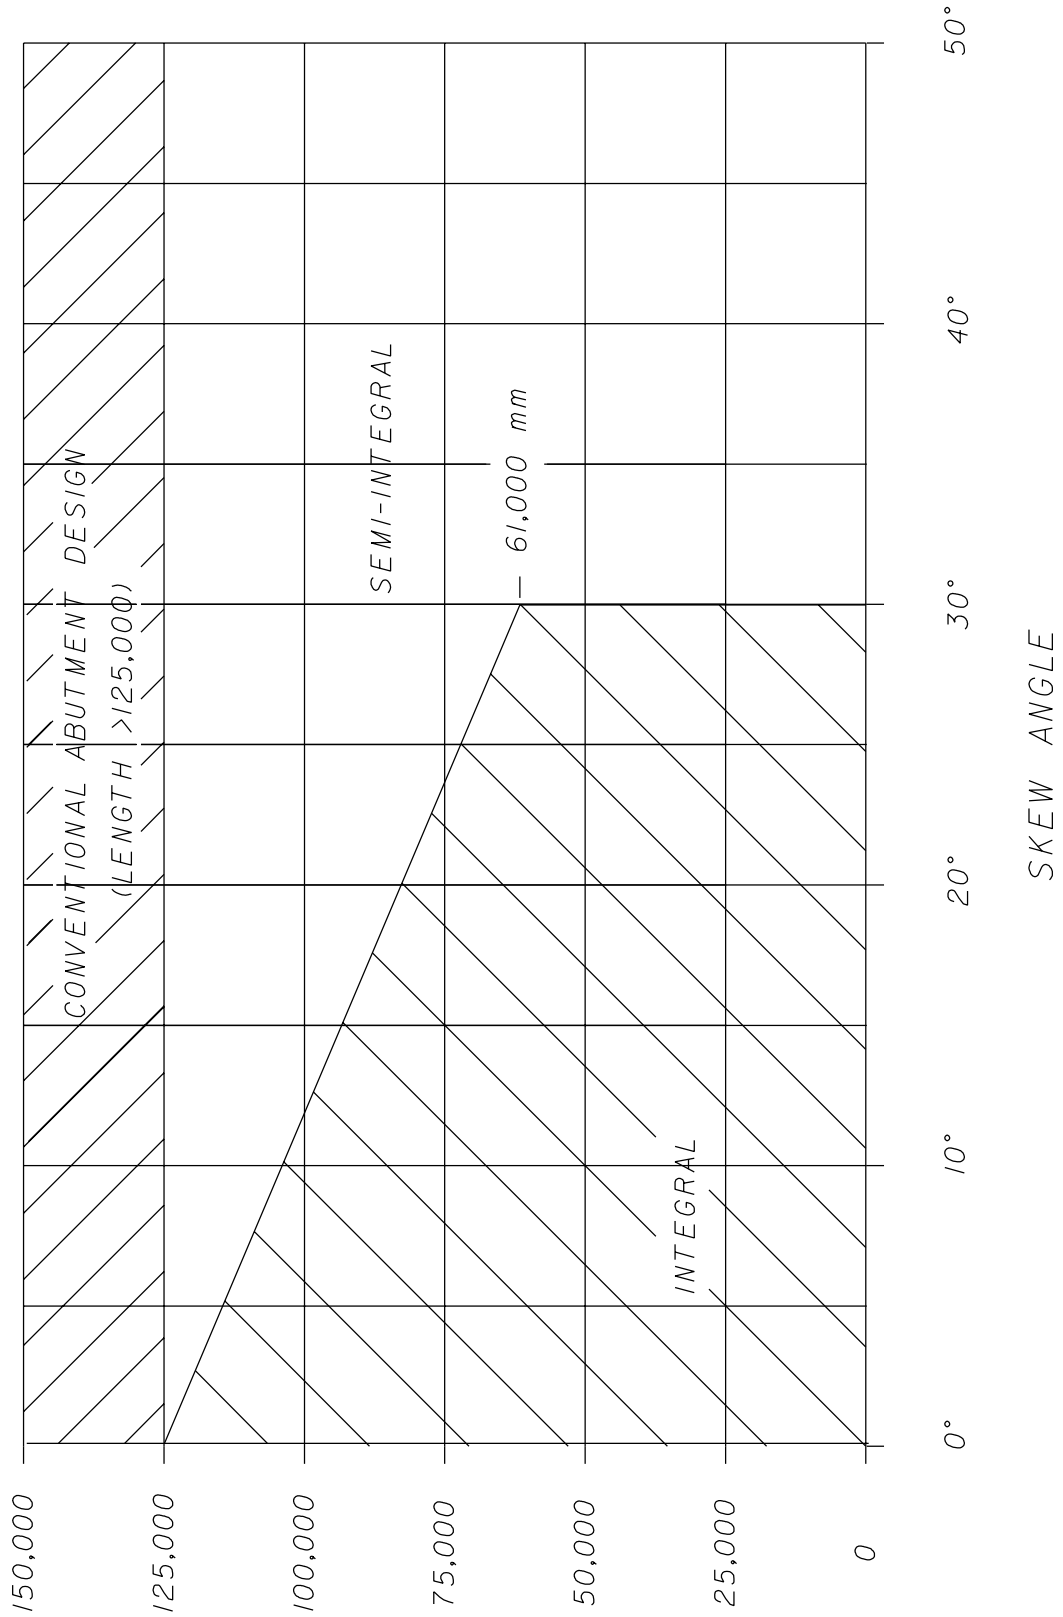 150,000
125,000
100,000
75,000
50,000
25,000
0
CONVENTIONAL ABUTMENT DESIGN
(LENGTH >125,000)
SEMI-INTEGRAL
61,000 mm
INTEGRAL
0°
10°
20°
30°
40°
50°
SKEW ANGLE